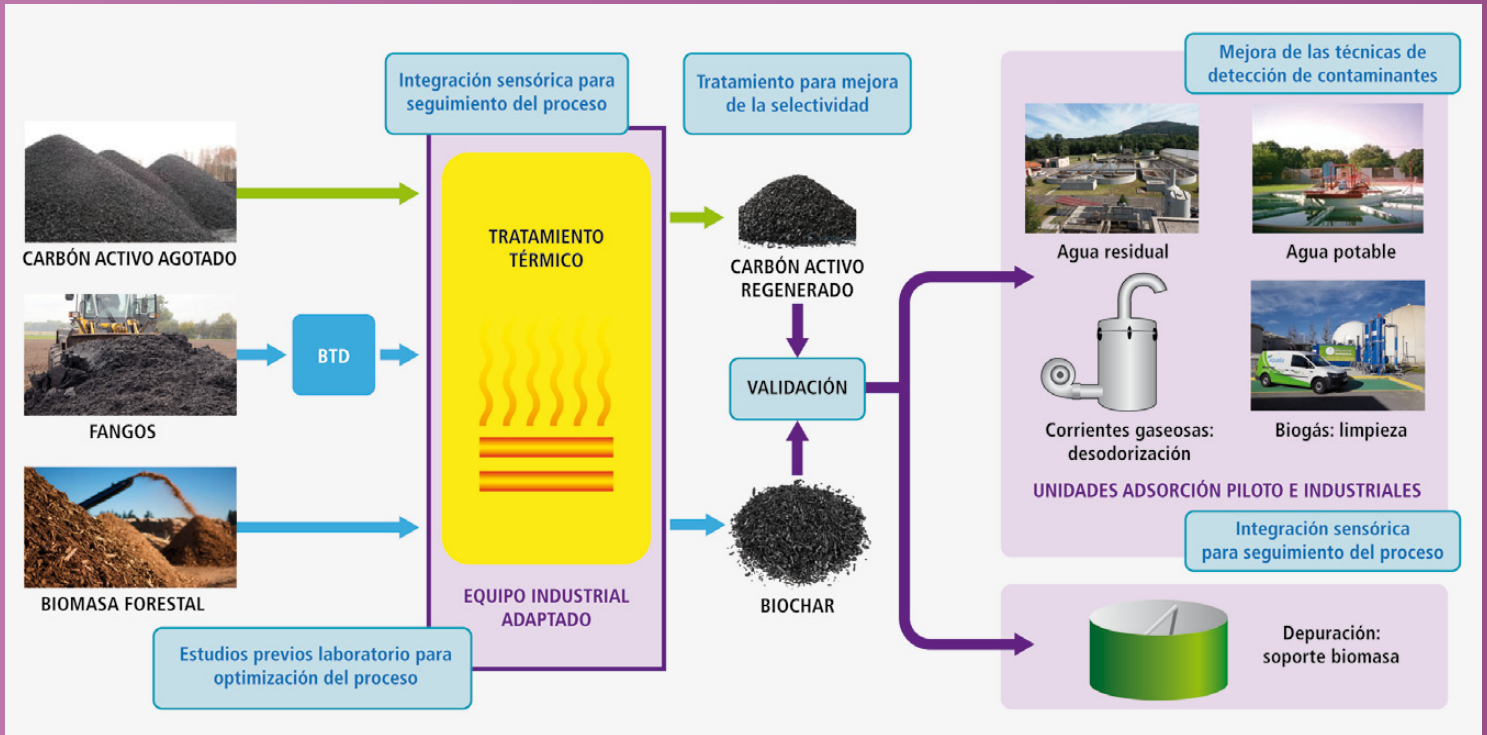 Integración sensórica para
seguimiento del proceso
Tratamiento para mejora
de la selectividad
Mejora de las técnicas de
detección de contaminantes
CARBÓN ACTIVO AGOTADO
FANGOS
BTD
BIOMASA FORESTAL
TRATAMIENTO
TÉRMICO
EQUIPO INDUSTRIAL
ADAPTADO
Estudios previos laboratorio para
optimización del proceso
CARBÓN ACTIVO
REGENERADO
VALIDACIÓN
BIOCHAR
Agua residual
Agua potable
Corrientes gaseosas:
desodorización
Biogás: limpieza
UNIDADES ADSORCIÓN PILOTO E INDUSTRIALES
Integración sensórica
para seguimiento del proceso
Depuración:
soporte biomasa